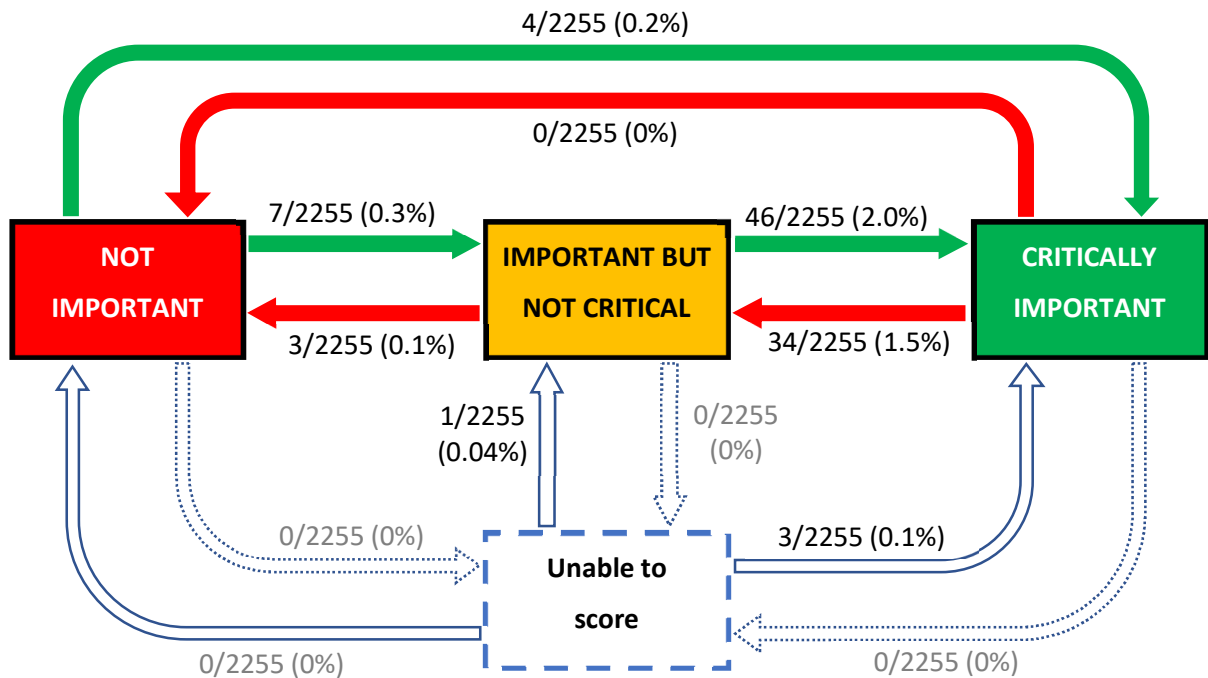 4/2255 (0.2%)
0/2255 (0%)
7/2255 (0.3%)
46/2255 (2.0%)
NOT
IMPORTANT
IMPORTANT BUT
NOT CRITICAL
CRITICALLY
IMPORTANT
3/2255 (0.1%)
34/2255 (1.5%)
1/2255
(0.04%)
0/2255
(0%)
0/2255 (0%)
3/2255 (0.1%)
Unable to
score
0/2255 (0%)
0/2255 (0%)